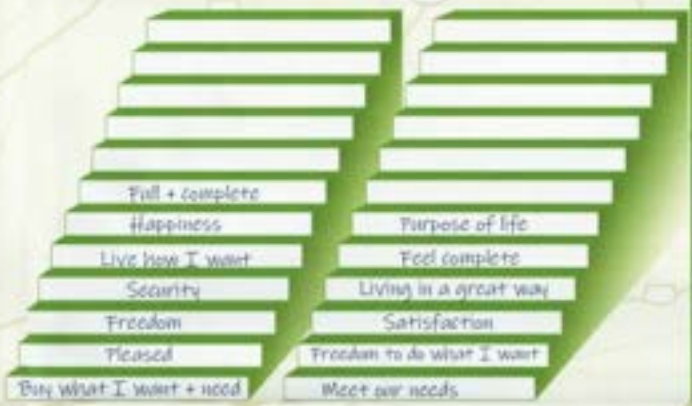 Full + complete
Happiness
Live how I want
Security
Freedom
Pleased
Buy what I want + need
Purpose of life
Feel complete
Living in a great way
Satisfaction
Freedom to do what I want
Meet our needs